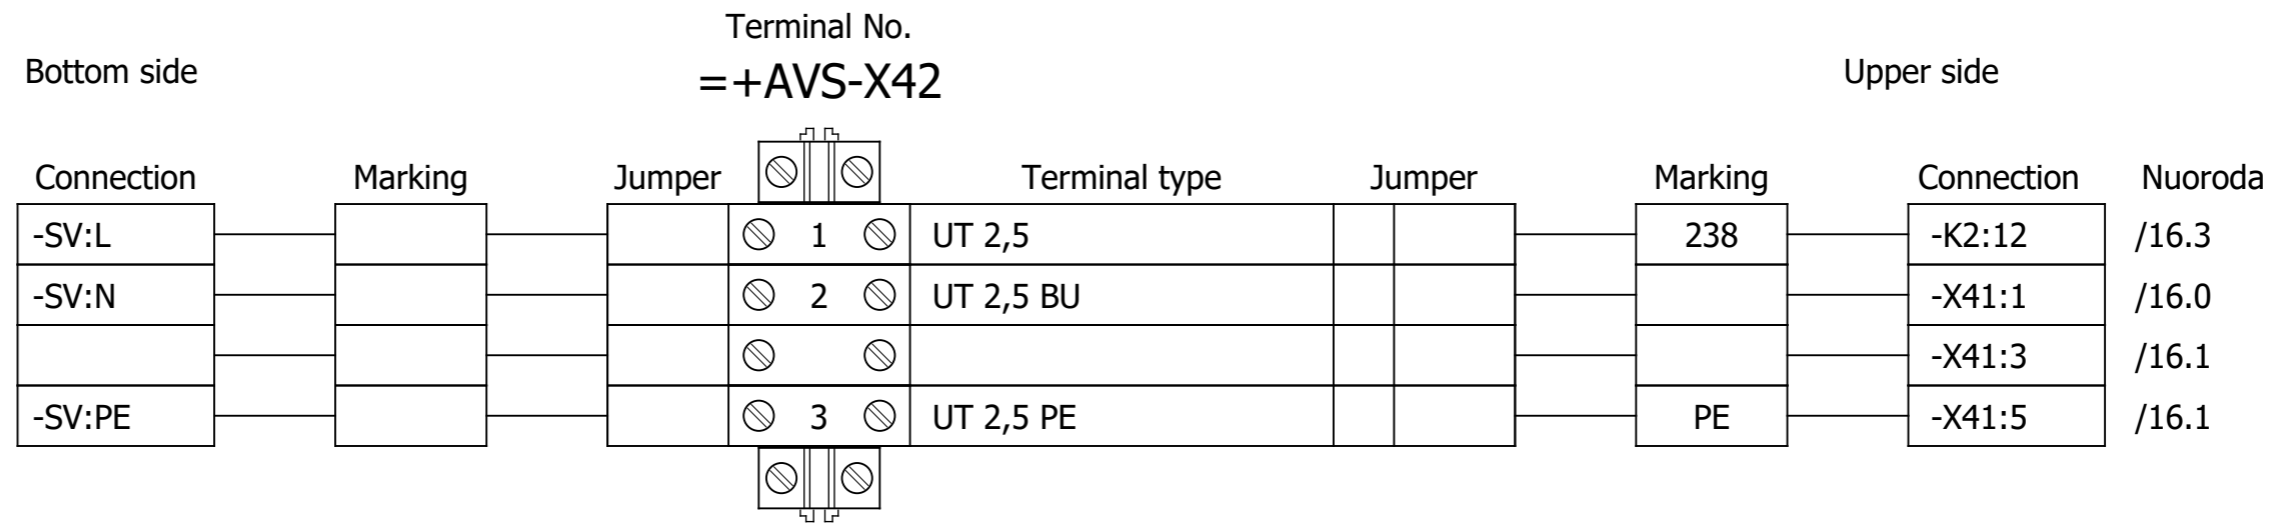 Terminal No.
Bottom side =+AVS-X42 Upper side
Connection Marking Jumper Terminal type Jumper Marking Connection Nuoroda
-SV:L 1 UT 2,5 238 -K2:12 /16.3
-SV:N 2 UT 2,5 BU -X41:1 /16.0
-X41:3 /16.1
-SV:PE 3 UT 2,5 PE PE -X41:5 /16.1